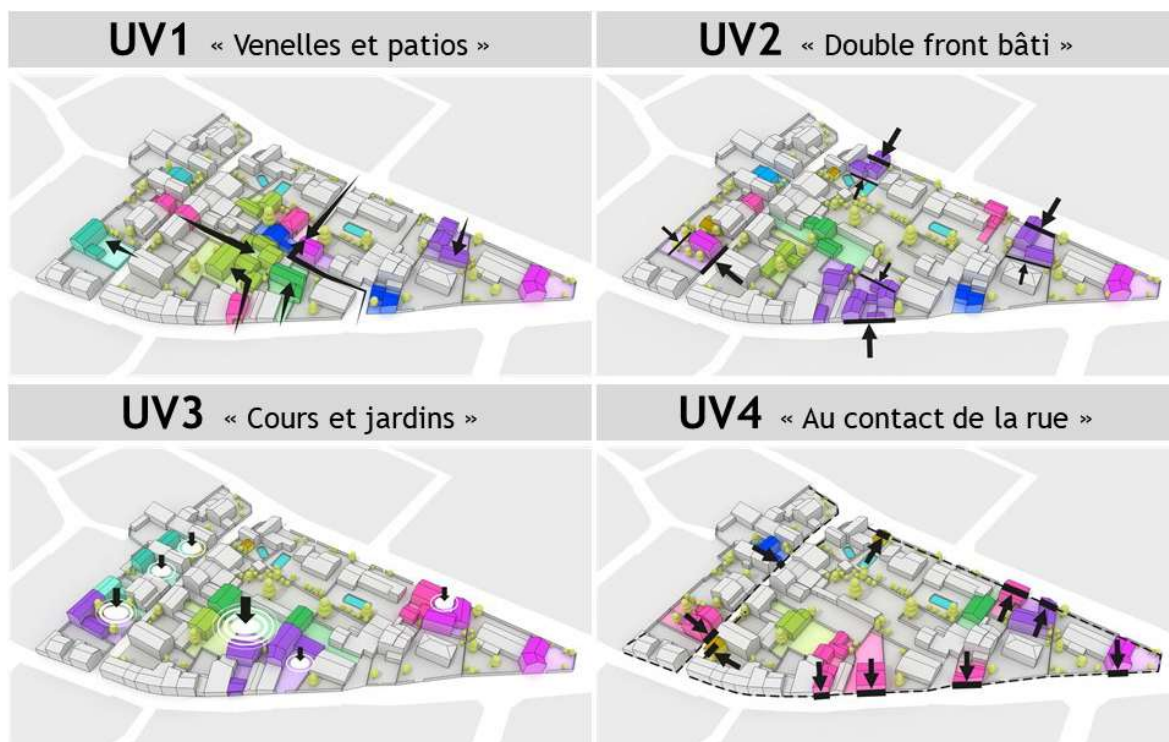 UV1 « Venelles et patios »
UV2 « Double front bâti »
UV3 « Cours et jardins »
UV4 « Au contact de la rue »